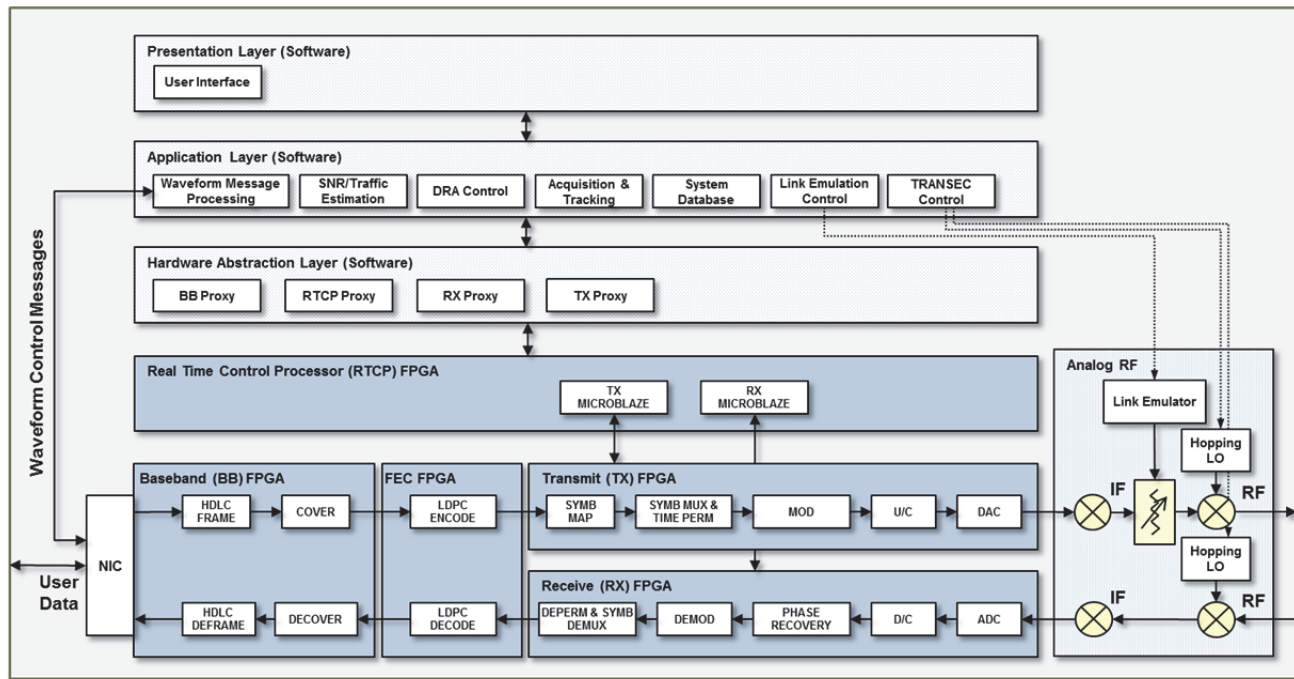 Presentation Layer (Software)
User Interface
Application Layer (Software)
Waveform Message
Processing
SNR/Traffic
Estimation
DRA Control
Acquisition &
Tracking
System
Database
Link Emulation
Control
TRANSEC
Control
Hardware Abstraction Layer (Software)
BB Proxy
RTCP Proxy
RX Proxy
TX Proxy
Waveform Control Messages
Real Time Control Processor (RTCP) FPGA
TX
MICROBLAZE
RX
MICROBLAZE
Analog RF
Link Emulator
Hopping
LO
Baseband (BB) FPGA
HDLC
FRAME
COVER
FEC FPGA
LDPC
ENCODE
Transmit (TX) FPGA
SYMB
MAP
SYMB MUX &
TIME PERM
MOD
U/C
DAC
IF
RF
NIC
User
Data
Hopping
LO
HDLC
DEFRAME
DECOVER
LDPC
DECODE
Receive (RX) FPGA
DEPERM & SYMB
DEMUX
DEMOD
PHASE
RECOVERY
D/C
ADC
IF
RF